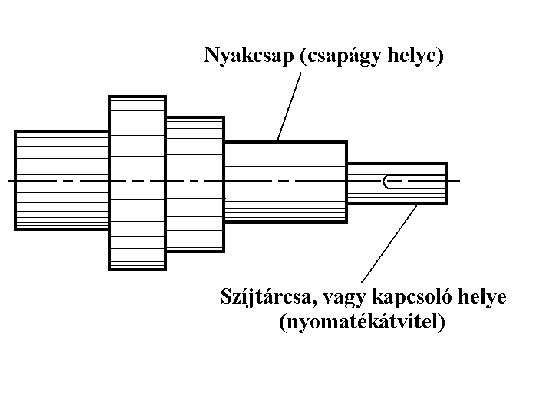 Nyakcsap (csapágy helye)
Szíjtárcsa, vagy kapcsoló helye
(nyomatékátvitel)